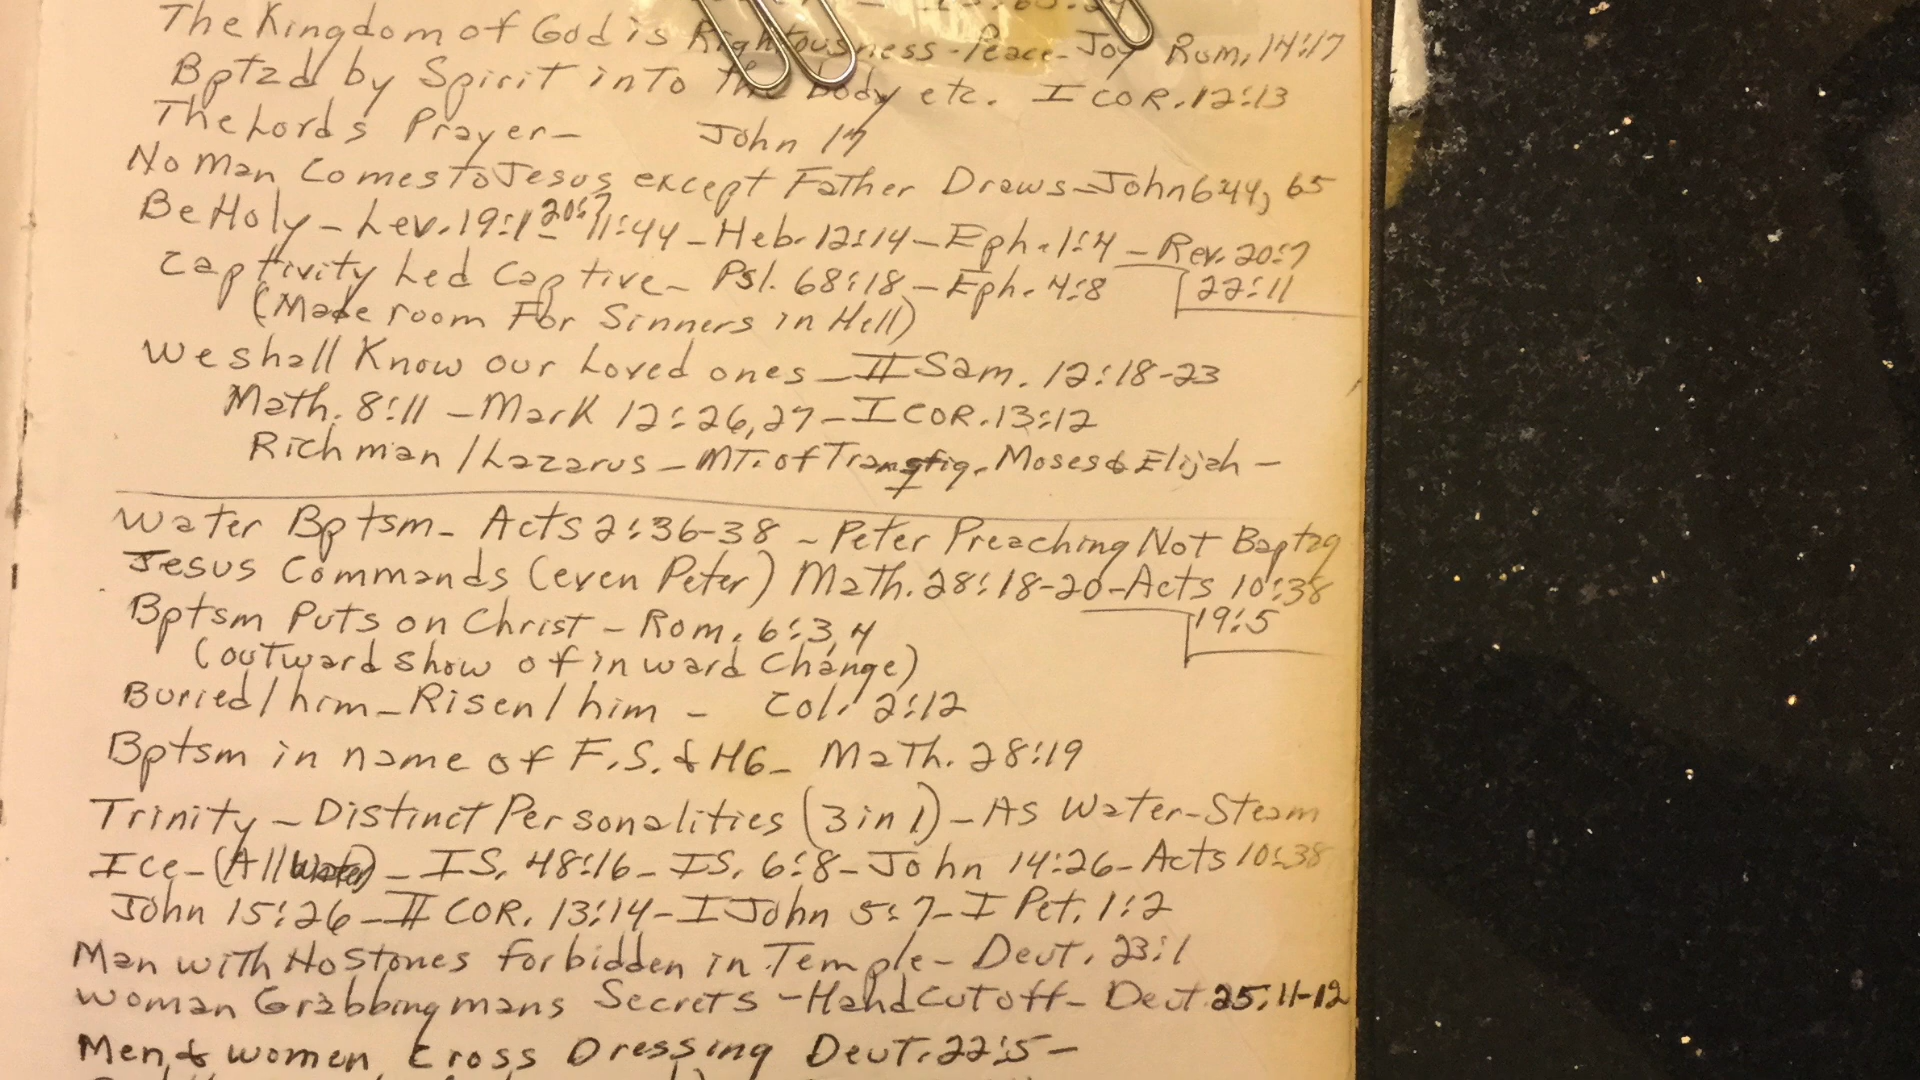 The Kingdom of God is Rightousness - Peace - Joy Rom. 14:17
Bptzd by Spirit into the body etc. I COR. 12:13
The Lords Prayer - John 17
No Man Comes to Jesus except Father Draws - John 6:44, 65
Be Holy - Lev. 19:1 - 20:7 11:44 - Heb. 12:14 - Eph. 1:4 - Rev. 20:7
22:11
Captivity Led Captive - Psl. 68:18 - Eph. 4:8
(Made room For Sinners in Hell)
We shall Know our Loved ones - II Sam. 12:18-23
Math. 8:11 - Mark 12:26,27 - I COR. 13:12
Rich man / Lazarus - MT. of Transfig. Moses & Elijah -
Water Bptsm - Acts 2:36-38 - Peter Preaching Not Baptzg
Jesus Commands (even Peter) Math. 28:18-20 - Acts 10:38
19:5
Bptsm Puts on Christ - Rom. 6:3,4
(outward show of inward Change)
Buried / him - Risen / him - Col. 2:12
Bptsm in name of F. S. & HG - Math. 28:19
Trinity - Distinct Personalities (3 in 1) - As Water - Steam
Ice - (All Water) - IS. 48:16 - IS. 6:8 - John 14:26 - Acts 10:38
John 15:26 - II COR. 13:14 - I John 5:7 - I Pet. 1:2
Man with No Stones forbidden in Temple - Deut. 23:1
Woman Grabbing mans Secrets - Hand Cut off - Deut 25:11-12
Men & women Cross Dressing Deut. 22:5 -